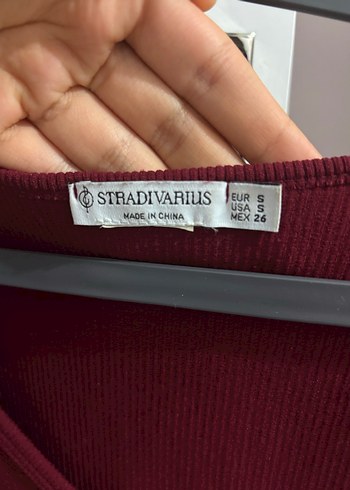 STRADIVARIUS
MADE IN CHINA
EUR S
USA S
MEX 26